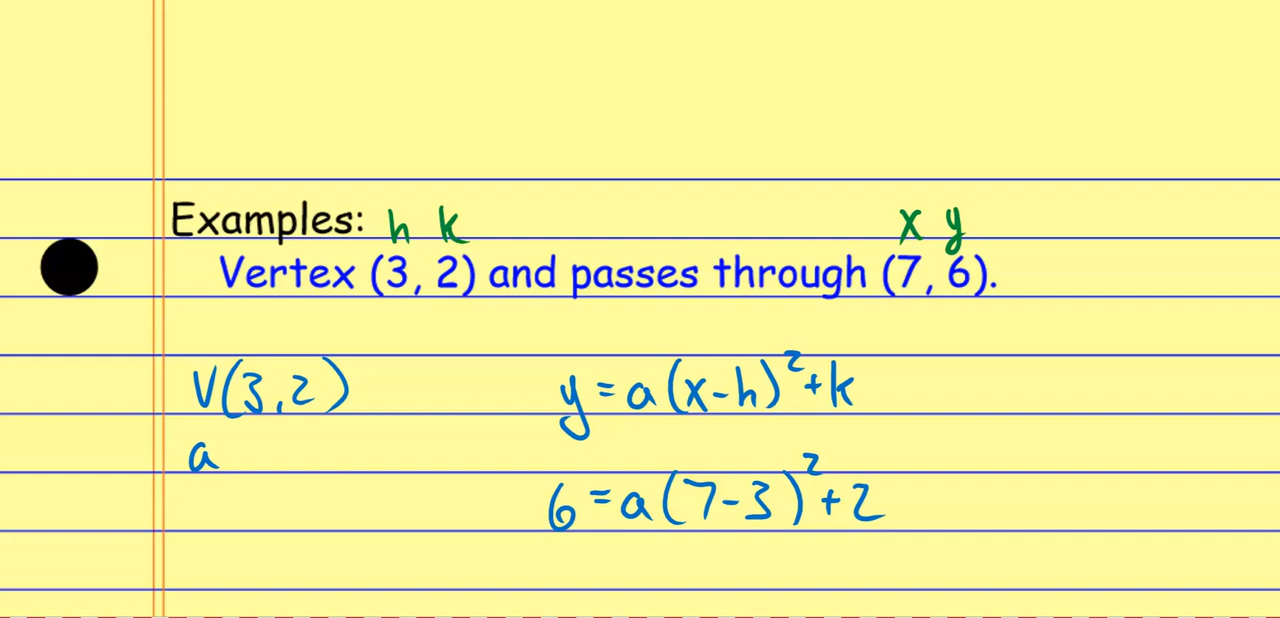 Examples: h k x y
Vertex (3, 2) and passes through (7, 6).
V(3,2) y=a(x-h)²+k
a
6=a(7-3)²+2